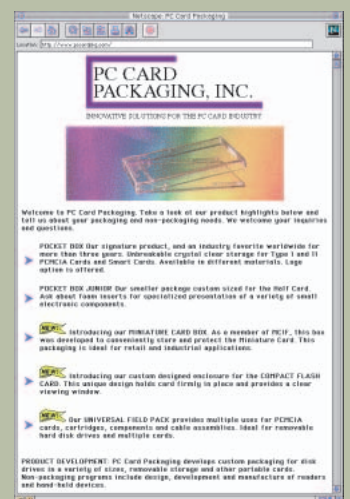 Netscape: PC Card Packaging
Location: http://www.pccardpkg.com/
PC CARD
PACKAGING, INC.
INNOVATIVE SOLUTIONS FOR THE PC CARD INDUSTRY
Welcome to PC Card Packaging. Take a look at our product highlights below and
tell us about your packaging and non-packaging needs. We welcome your inquiries
and questions.
POCKET BOX Our signature product, and an industry favorite worldwide for
more than three years. Unbreakable crystal clear storage for Type I and II
PCMCIA Cards and Smart Cards. Available in different materials. Logo
option is offered.
POCKET BOX JUNIOR Our smaller package custom sized for the Half Card.
Ask about foam inserts for specialized presentation of a variety of small
electronic components.
NEW! Introducing our MINIATURE CARD BOX. As a member of MCIF, this box
was developed to conveniently store and protect the Miniature Card. This
packaging is ideal for retail and industrial applications.
NEW! Introducing our custom designed enclosure for the COMPACT FLASH
CARD. This unique design holds card firmly in place and provides a clear
viewing window.
NEW! Our UNIVERSAL FIELD PACK provides multiple uses for PCMCIA
cards, cartridges, components and cable assemblies. Ideal for removable
hard disk drives and multiple cards.
PRODUCT DEVELOPMENT: PC Card Packaging develops custom packaging for disk
drives in a variety of sizes, removable storage and other portable cards.
Non-packaging programs include design, development and manufacture of readers
and hand-held devices.